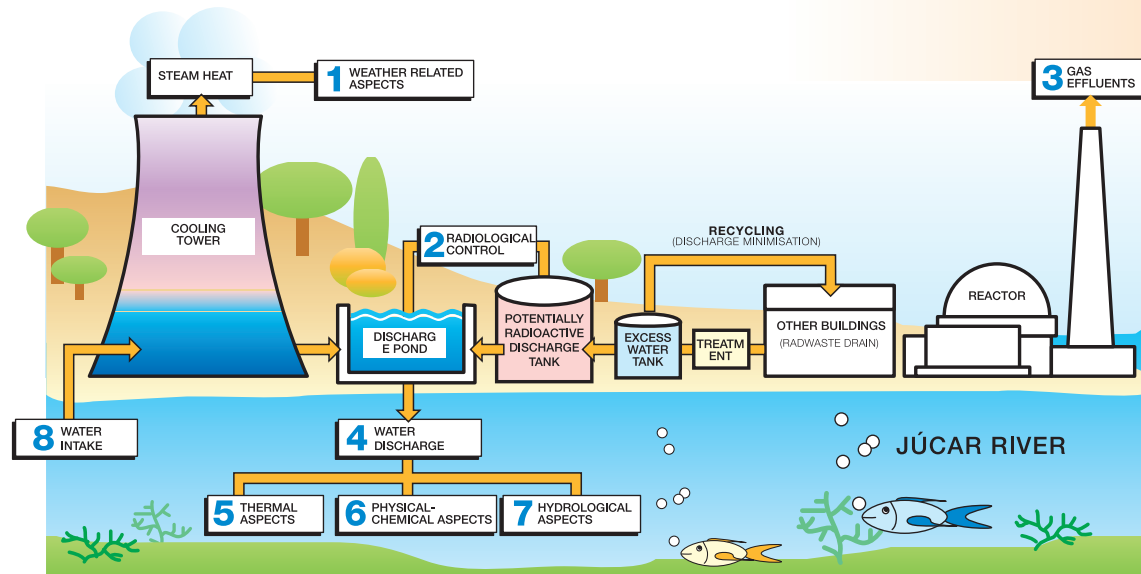 STEAM HEAT
1 WEATHER RELATED
ASPECTS
3 GAS
EFFLUENTS
COOLING
TOWER
2 RADIOLOGICAL
CONTROL
RECYCLING
(DISCHARGE MINIMISATION)
DISCHARG
E POND
POTENTIALLY
RADIOACTIVE
DISCHARGE
TANK
EXCESS
WATER
TANK
TREATM
ENT
OTHER BUILDINGS
(RADWASTE DRAIN)
REACTOR
8 WATER
INTAKE
4 WATER
DISCHARGE
JÚCAR RIVER
5 THERMAL
ASPECTS
6 PHYSICAL-
CHEMICAL ASPECTS
7 HYDROLOGICAL
ASPECTS